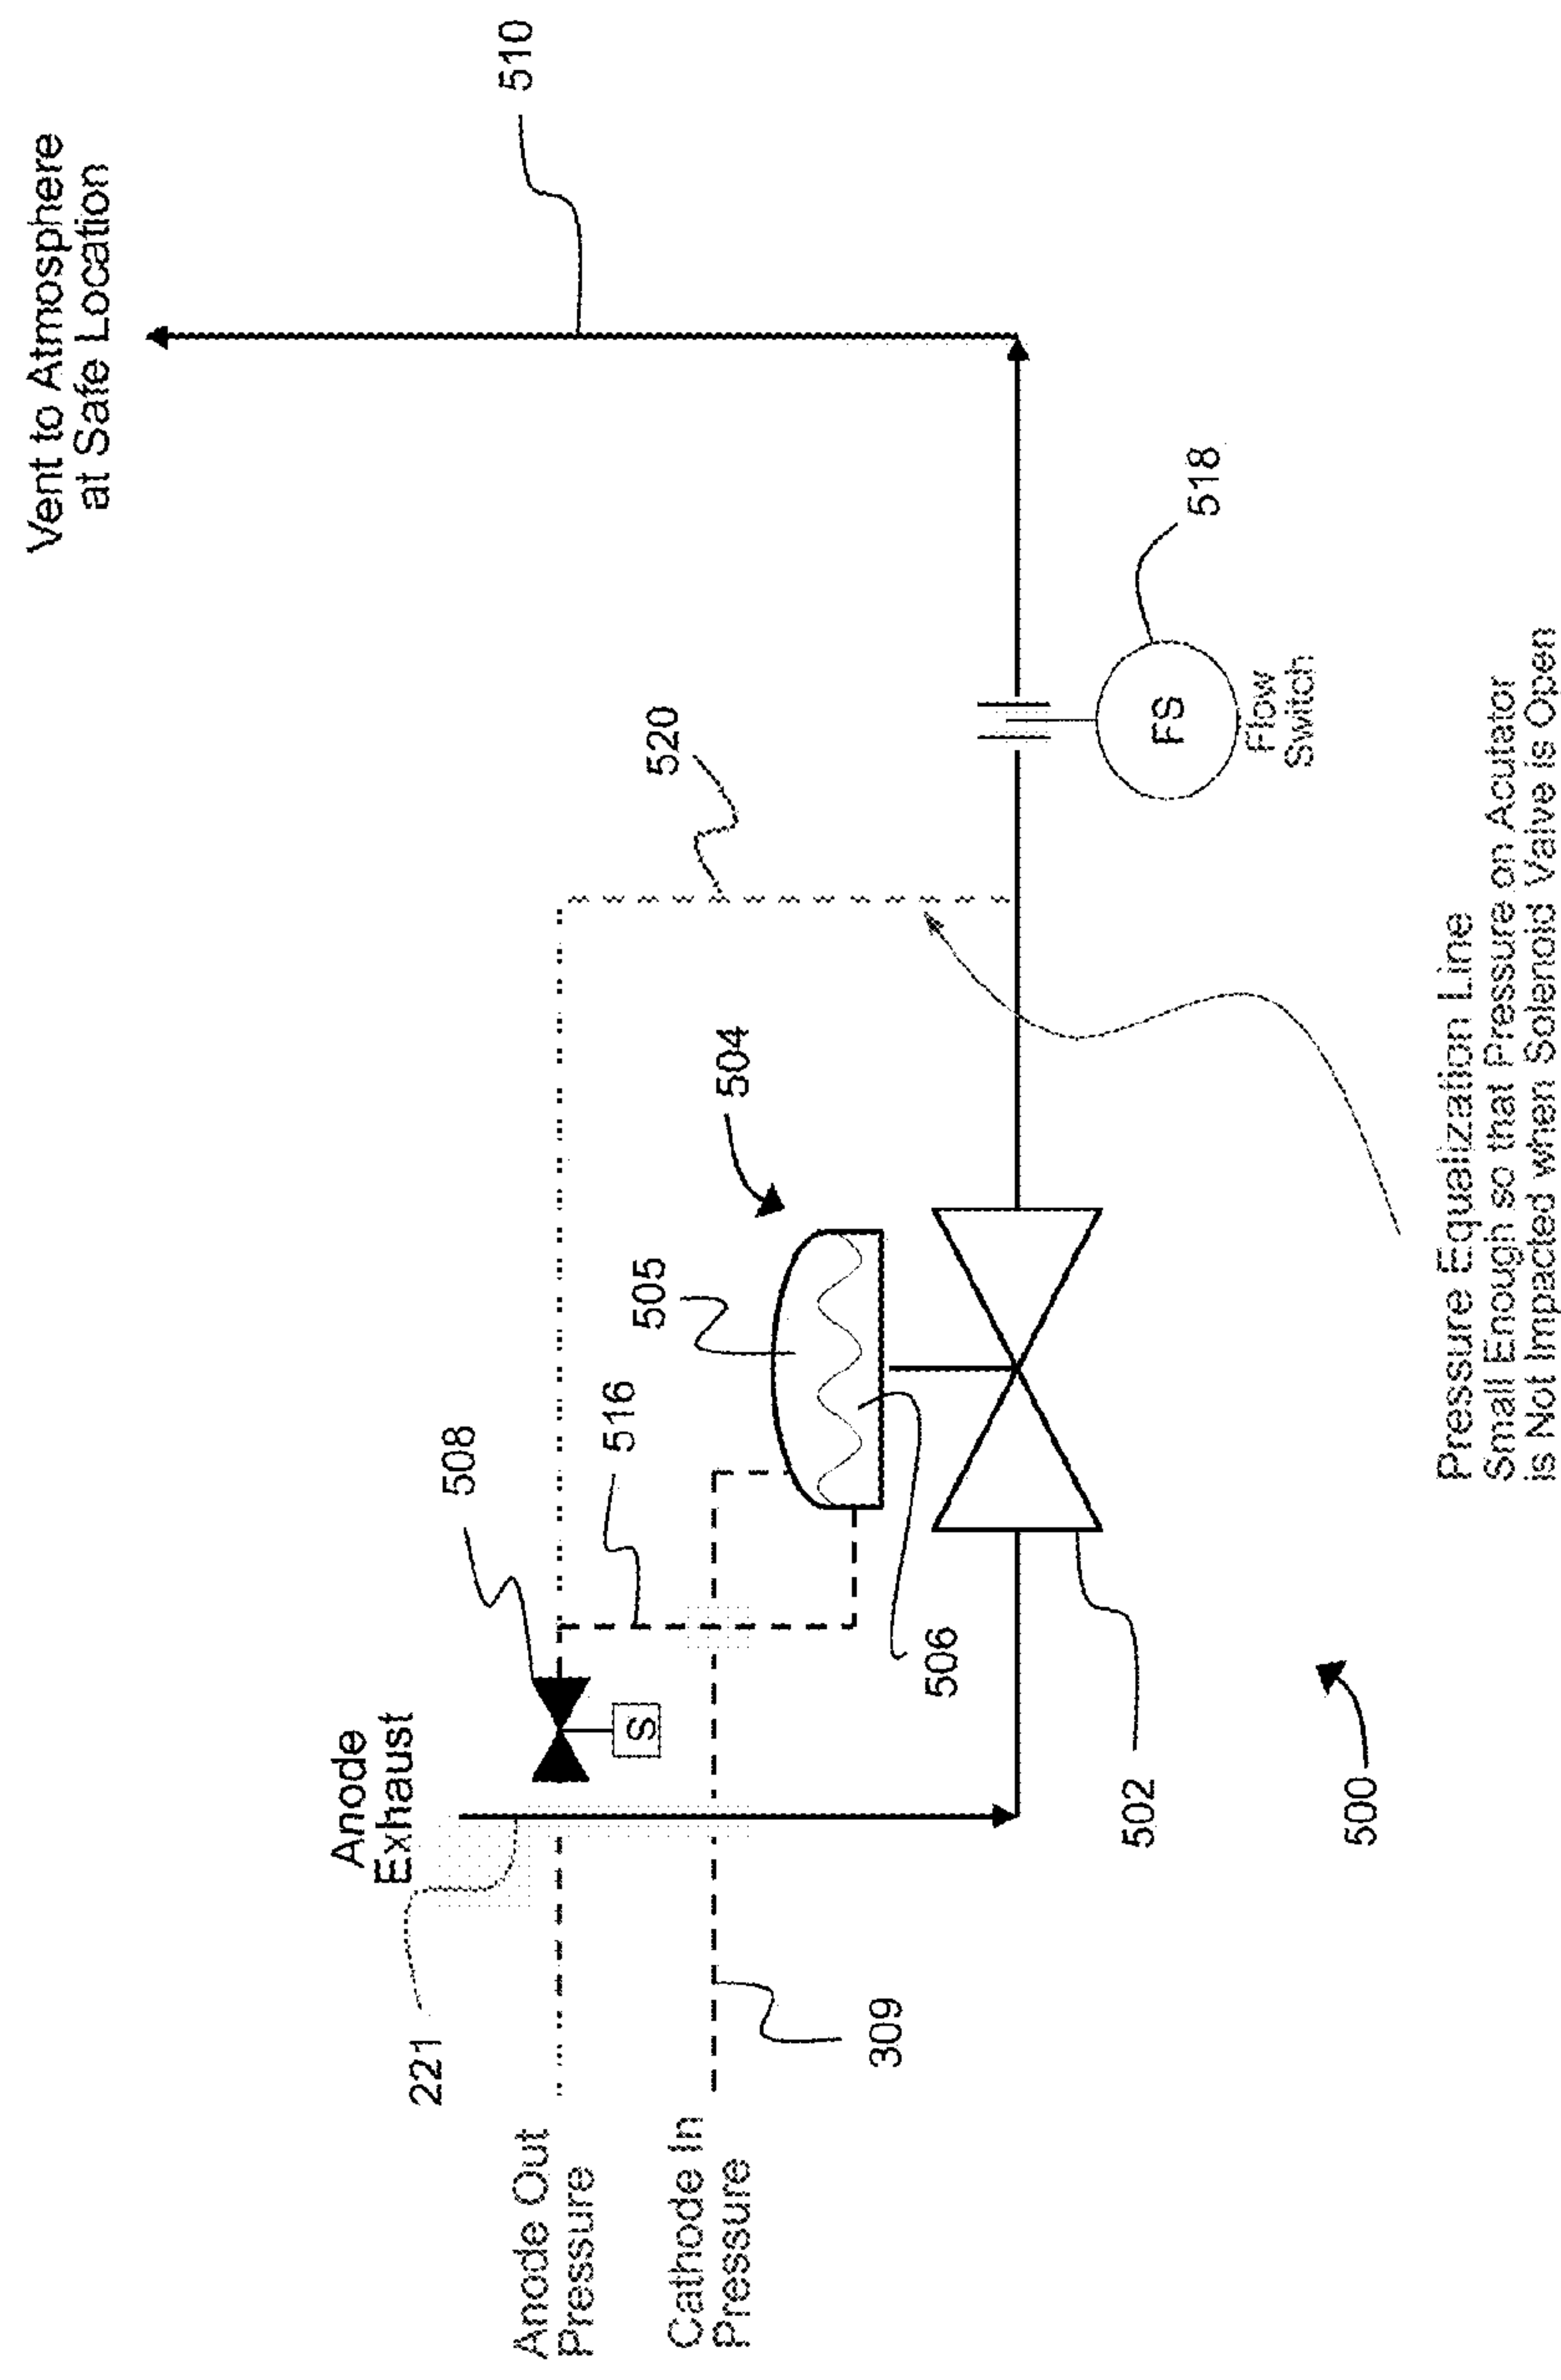 Vent to Atmosphere
at Safe Location
510
520
518
FS
Flow
Switch
504
505
516
508
506
S
Anode
Exhaust
221
502
500
Anode Out
Pressure
Cathode In
Pressure
309
Pressure Equalization Line
Small Enough so that Pressure on Acutator
is Not Impacted when Solenoid Valve is Open